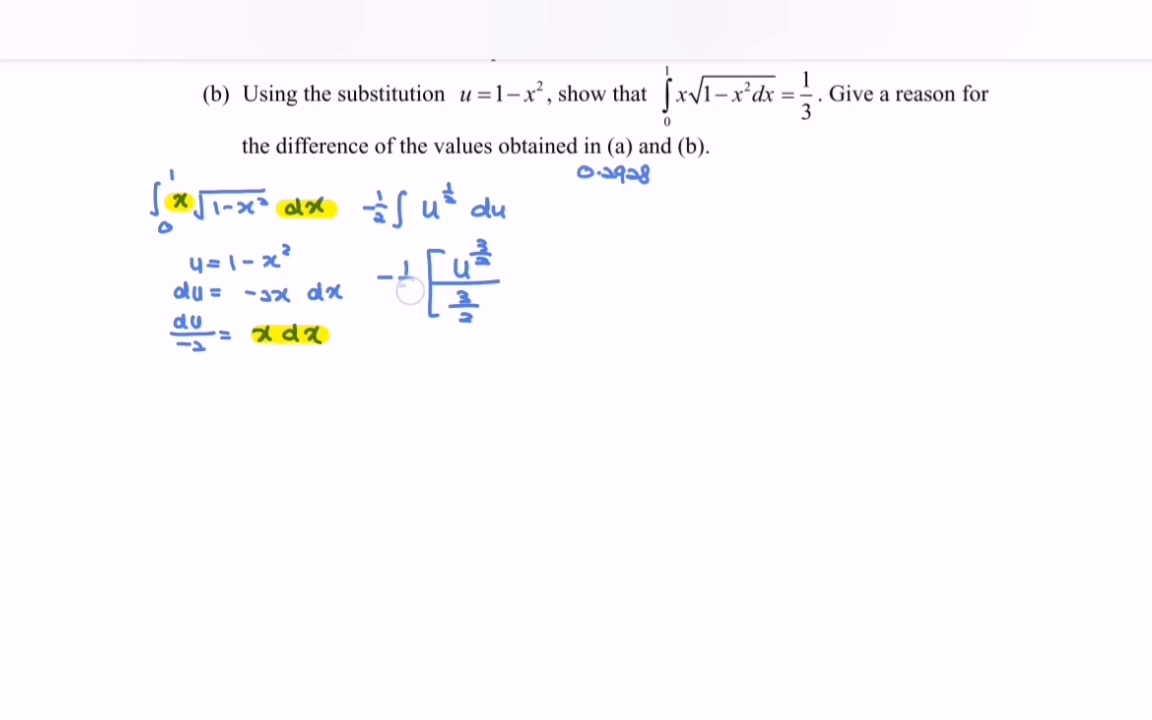 (b) Using the substitution u = 1 − x², show that ∫₀¹ x√(1 − x²dx) = 1/3. Give a reason for
the difference of the values obtained in (a) and (b).
0.2928
∫₀¹ x√(1−x²) dx   −1/2 ∫ u^(1/2) du
u = 1 − x²   −1/2 [u^(3/2) / (3/2)
du = −2x dx
du/−2 = x dx